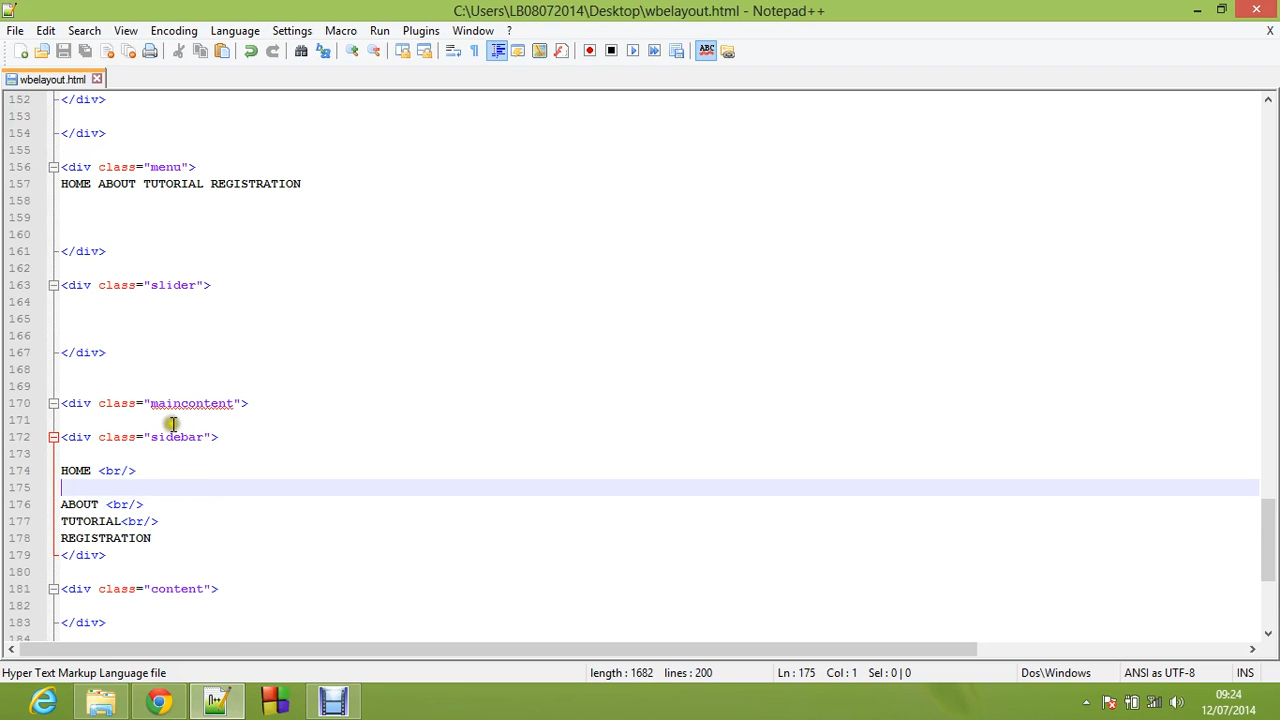 C:\Users\LB08072014\Desktop\wbelayout.html - Notepad++
File Edit Search View Encoding Language Settings Macro Run Plugins Window ? X
ABC
wbelayout.html
152 </div>
153
154 </div>
155
156 <div class="menu">
157 HOME ABOUT TUTORIAL REGISTRATION
158
159
160
161 </div>
162
163 <div class="slider">
164
165
166
167 </div>
168
169
170 <div class="maincontent">
171
172 <div class="sidebar">
173
174 HOME <br/>
175
176 ABOUT <br/>
177 TUTORIAL<br/>
178 REGISTRATION
179 </div>
180
181 <div class="content">
182
183 </div>
184
Hyper Text Markup Language file length : 1682 lines : 200 Ln : 175 Col : 1 Sel : 0 | 0 Dos\Windows ANSI as UTF-8 INS
09:24
12/07/2014